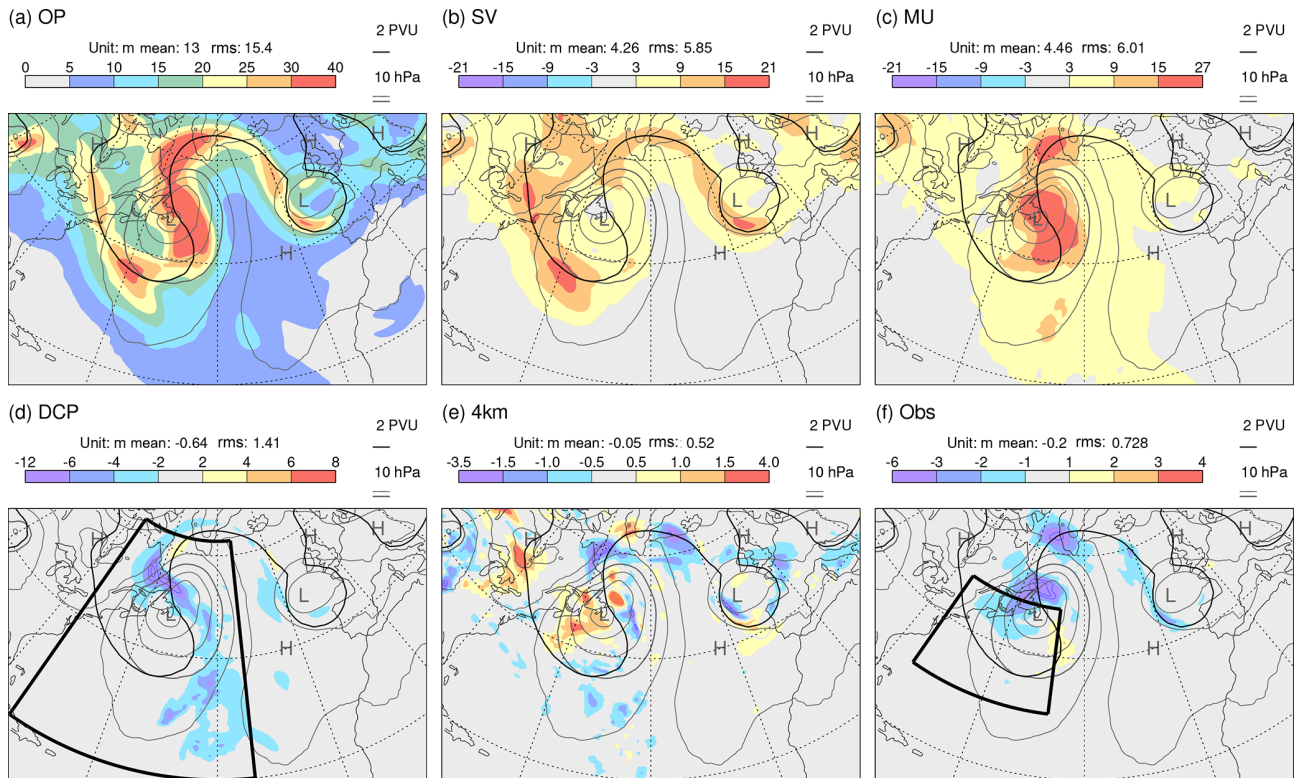 (a) OP
2 PVU
Unit: m mean: 13 rms: 15.4
0 5 10 15 20 25 30 40
10 hPa
H
H
L
L
H
(b) SV
2 PVU
Unit: m mean: 4.26 rms: 5.85
-21 -15 -9 -3 3 9 15 21
10 hPa
H
H
H
L
L
H
(c) MU
2 PVU
Unit: m mean: 4.46 rms: 6.01
-21 -15 -9 -3 3 9 15 27
10 hPa
H
H
H
L
L
H
(d) DCP
2 PVU
Unit: m mean: -0.64 rms: 1.41
-12 -6 -4 -2 2 4 6 8
10 hPa
H
H
H
L
L
H
(e) 4km
2 PVU
Unit: m mean: -0.05 rms: 0.52
-3.5 -1.5 -1.0 -0.5 0.5 1.0 1.5 4.0
10 hPa
H
H
H
L
L
H
(f) Obs
2 PVU
Unit: m mean: -0.2 rms: 0.728
-6 -3 -2 -1 1 2 3 4
10 hPa
H
H
H
L
L
H